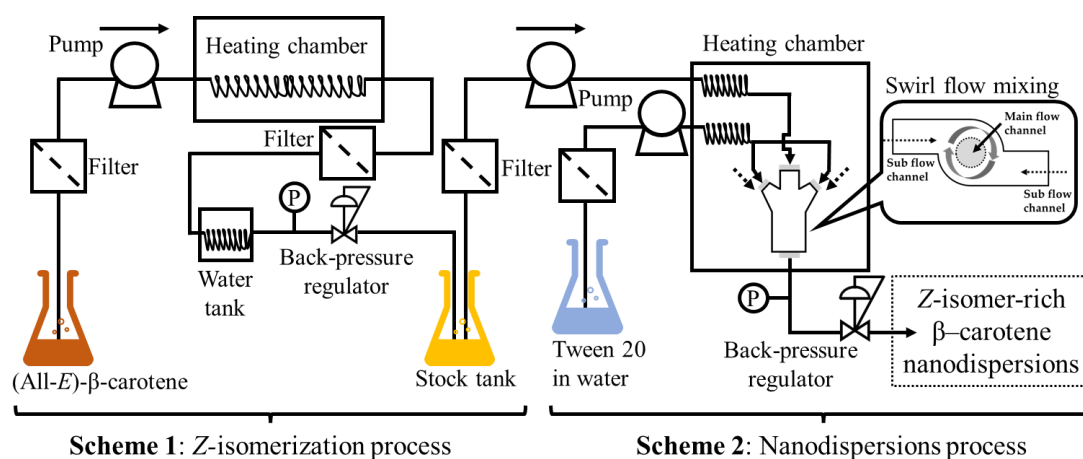 Pump
Heating chamber
Filter
Filter
P
Water
tank
Back-pressure
regulator
(All-E)-β-carotene
Stock tank
Filter
Pump
Heating chamber
Swirl flow mixing
Main flow
channel
Sub flow
channel
Sub flow
channel
Filter
P
Tween 20
in water
Back-pressure
regulator
Z-isomer-rich
β–carotene
nanodispersions
Scheme 1: Z-isomerization process
Scheme 2: Nanodispersions process